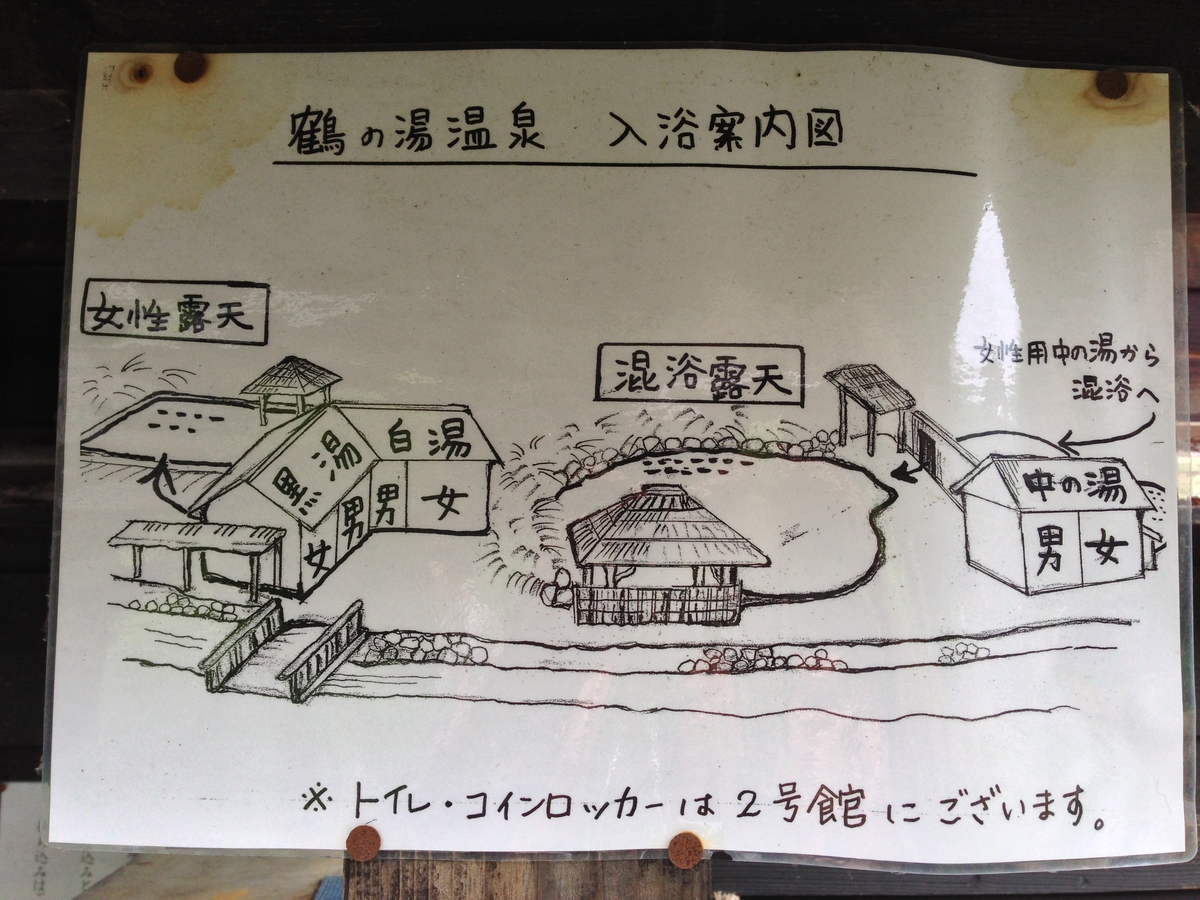 鶴の湯温泉 入浴案内図
女性露天
混浴露天
女性用中の湯から
混浴へ
黒湯
白湯
女
男
男
女
中の湯
男
女
※トイレ・コインロッカーは2号館にございます。